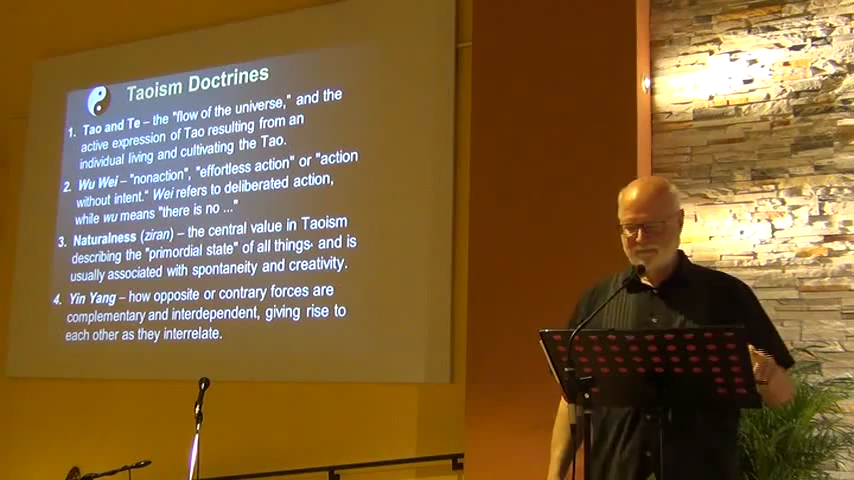 Taoism Doctrines
1. Tao and Te – the "flow of the universe," and the
active expression of Tao resulting from an
individual living and cultivating the Tao.
2. Wu Wei – "nonaction", "effortless action" or "action
without intent." Wei refers to deliberated action,
while wu means "there is no ..."
3. Naturalness (ziran) – the central value in Taoism
describing the "primordial state" of all things, and is
usually associated with spontaneity and creativity.
4. Yin Yang – how opposite or contrary forces are
complementary and interdependent, giving rise to
each other as they interrelate.